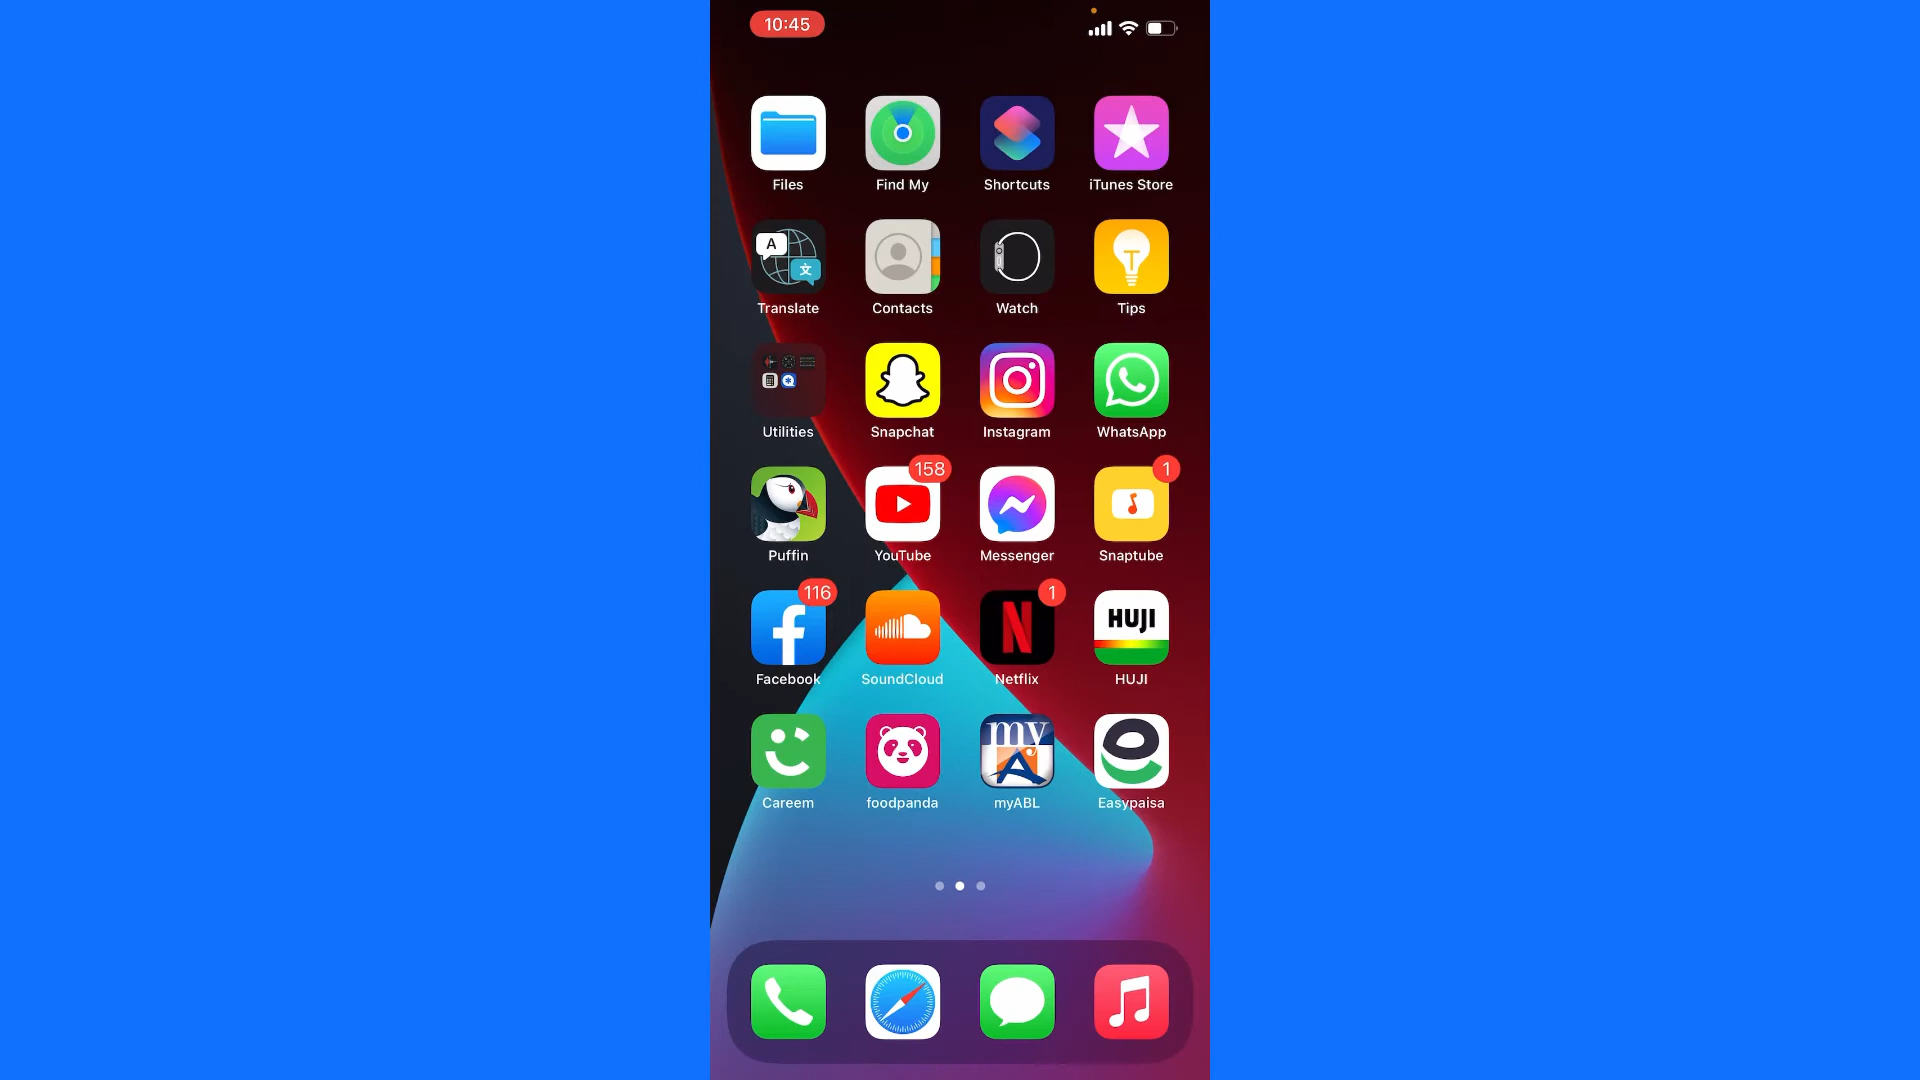 10:45
Files Find My Shortcuts iTunes Store
A 文 T
Translate Contacts Watch Tips
Utilities Snapchat Instagram WhatsApp
158 1
Puffin YouTube Messenger Snaptube
116 N 1 HUJI
Facebook SoundCloud Netflix HUJI
my A e
Careem foodpanda myABL Easypaisa